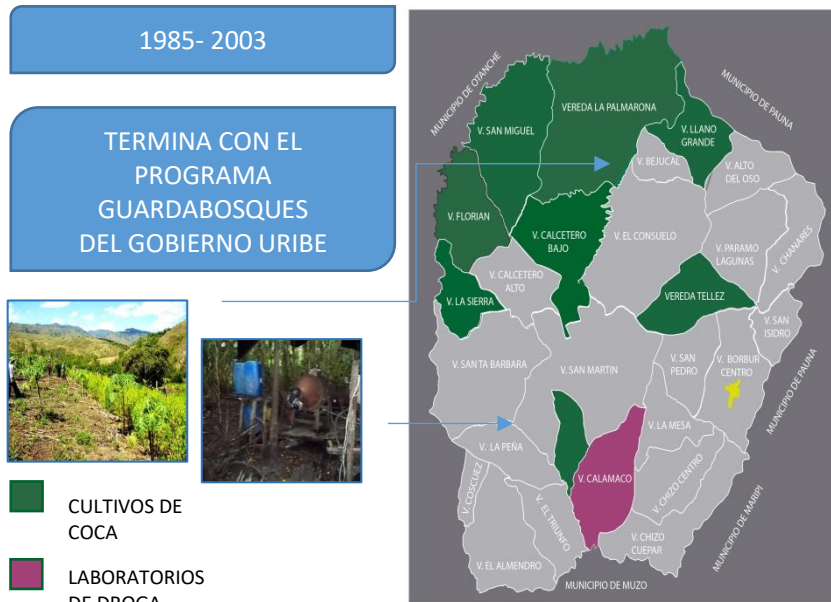 1985- 2003
TERMINA CON EL
PROGRAMA
GUARDABOSQUES
DEL GOBIERNO URIBE
CULTIVOS DE
COCA
LABORATORIOS
DE DROGA
MUNICIPIO DE OTANCHE
MUNICIPIO DE PAUNA
VEREDA LA PALMARONA
V. SAN MIGUEL
V. LLANO
GRANDE
V. BEJUCAL
V. ALTO
DEL OSO
V. FLORIAN
V. CALCETERO
BAJO
V. EL CONSUELO
V. PARAMO
LAGUNAS
V. CHANARES
V. CALCETERO
ALTO
V. LA SIERRA
VEREDA TELLEZ
V. SAN
ISIDRO
V. SANTA BARBARA
V. SAN MARTIN
V. SAN
PEDRO
V. BORBUR
CENTRO
MUNICIPIO DE PAUNA
V. LA MESA
V. LA PEÑA
V. CALAMACO
V. COSCUEZ
V. CHIZO CENTRO
V. EL TRIUNFO
V. CHIZO
CUEPAR
MUNICIPIO DE MARIPI
V. EL ALMENDRO
MUNICIPIO DE MUZO